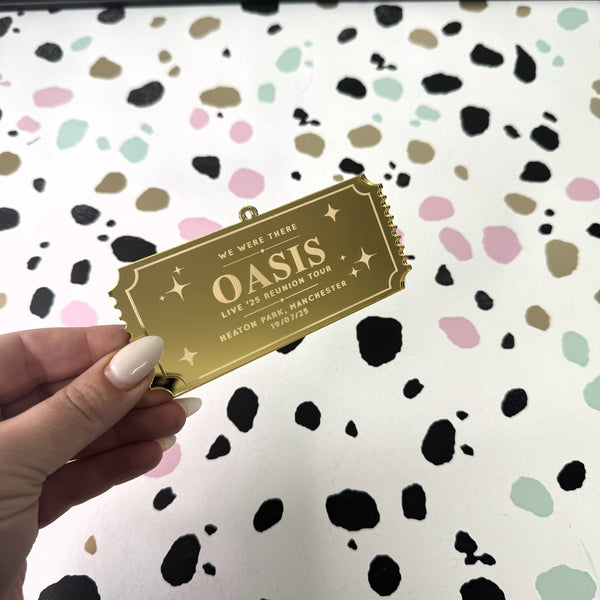 WE WERE THERE
OASIS
LIVE '25 REUNION TOUR
HEATON PARK, MANCHESTER
19/07/25